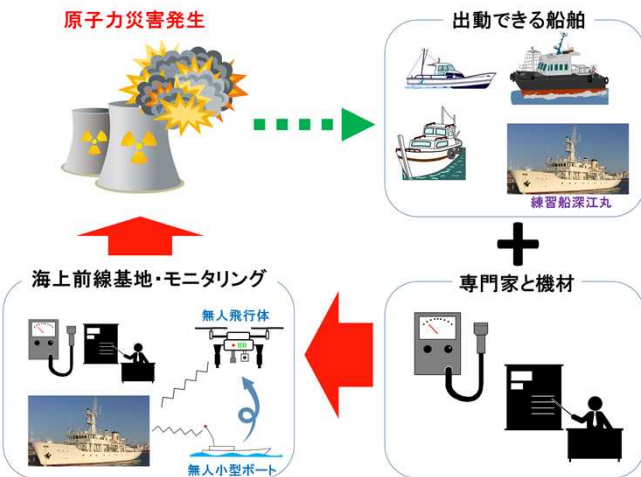 原子力災害発生
出動できる船舶
練習船深江丸
専門家と機材
海上前線基地・モニタリング
無人飛行体
無人小型ボート